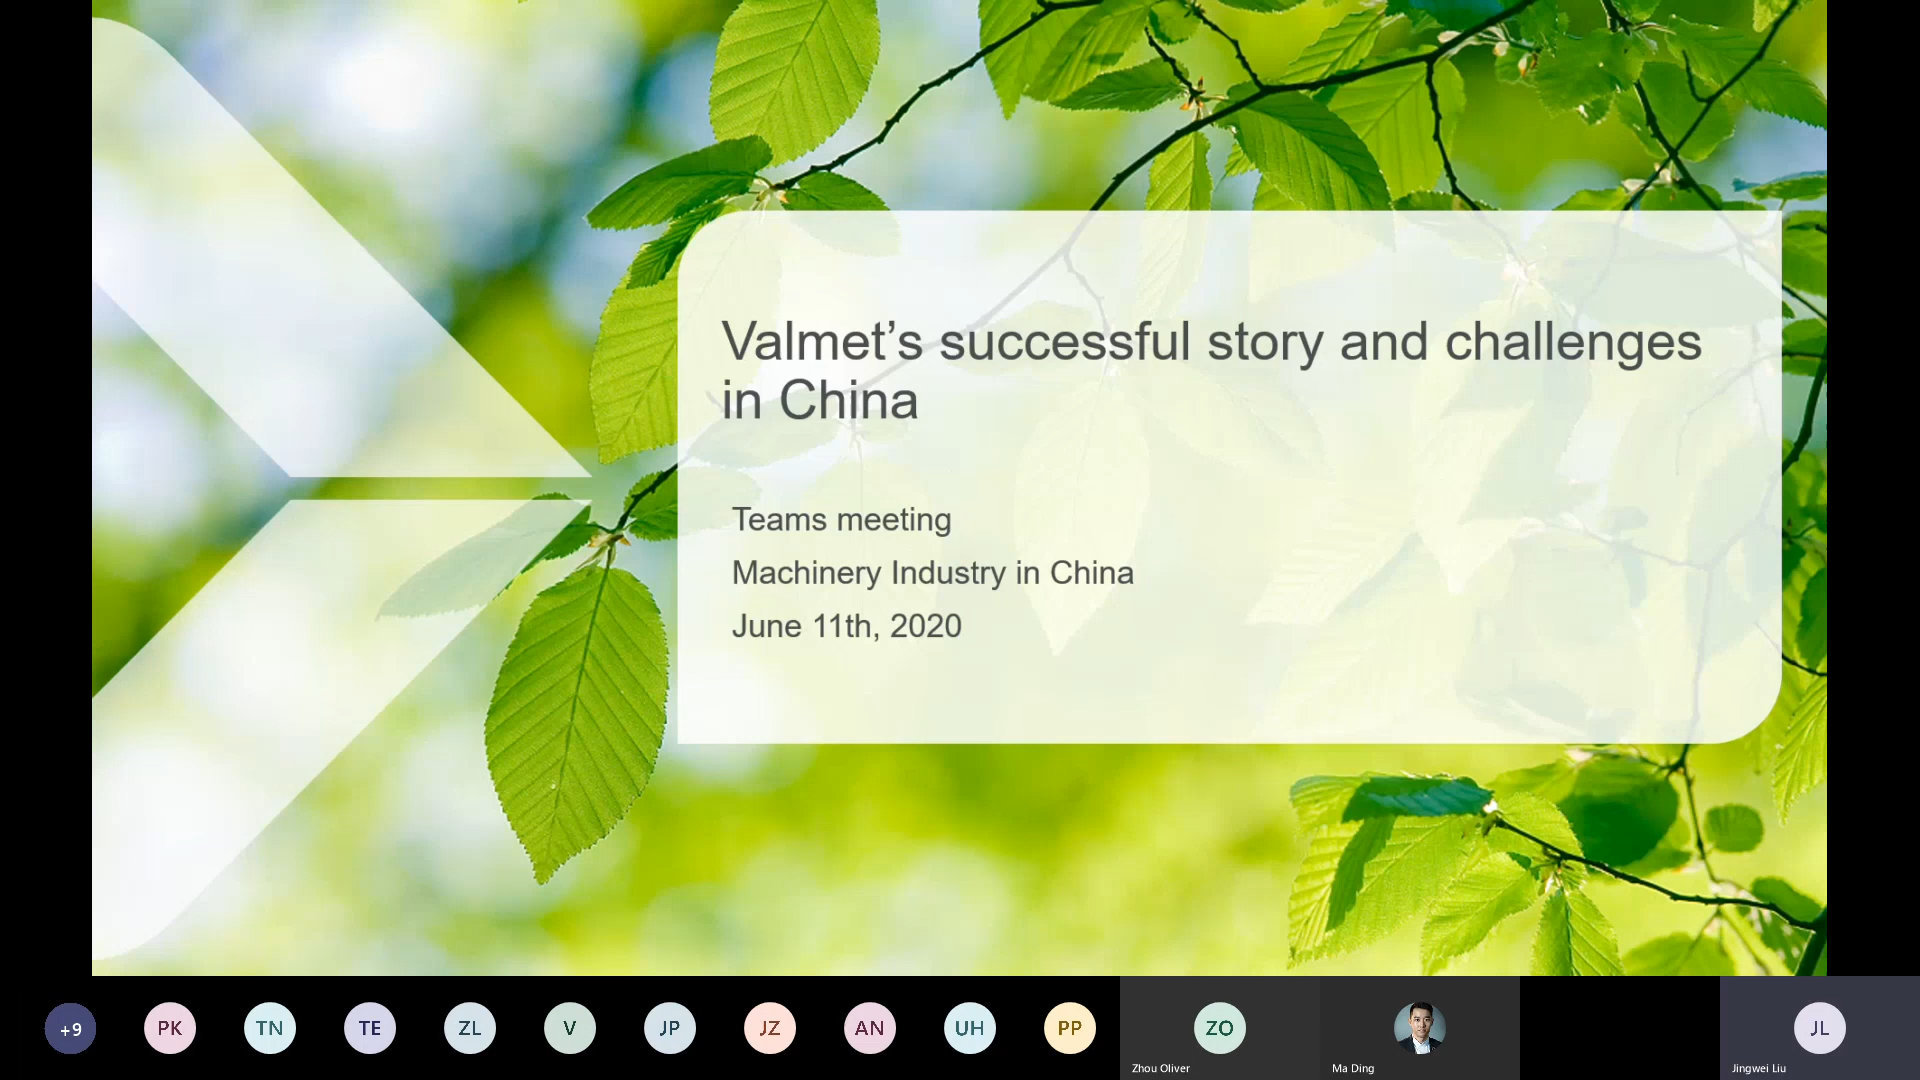 Valmet’s successful story and challenges
in China
Teams meeting
Machinery Industry in China
June 11th, 2020
+9
PK
TN
TE
ZL
V
JP
JZ
AN
UH
PP
ZO
Zhou Oliver
Ma Ding
JL
Jingwei Liu